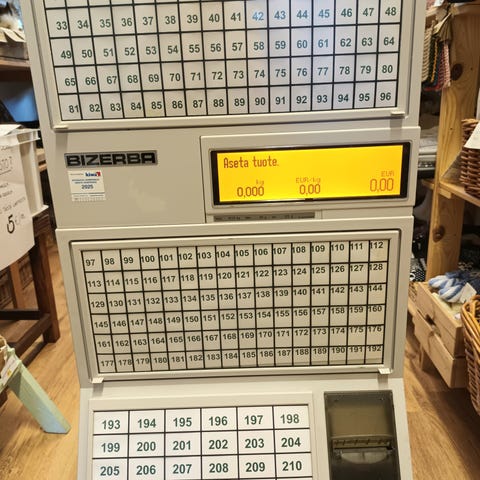 33 34 35 36 37 38 39 40 41 42 43 44 45 46 47 48
49 50 51 52 53 54 55 56 57 58 59 60 61 62 63 64
65 66 67 68 69 70 71 72 73 74 75 76 77 78 79 80
81 82 83 84 85 86 87 88 89 90 91 92 93 94 95 96
BIZERBA
kiwa
2025
Aseta tuote.
kg EUR/kg EUR
0,000 0,00 0,00
5€
97 98 99 100 101 102 103 104 105 106 107 108 109 110 111 112
113 114 115 116 117 118 119 120 121 122 123 124 125 126 127 128
129 130 131 132 133 134 135 136 137 138 139 140 141 142 143 144
145 146 147 148 149 150 151 152 153 154 155 156 157 158 159 160
161 162 163 164 165 166 167 168 169 170 171 172 173 174 175 176
177 178 179 180 181 182 183 184 185 186 187 188 189 190 191 192
193 194 195 196 197 198
199 200 201 202 203 204
205 206 207 208 209 210